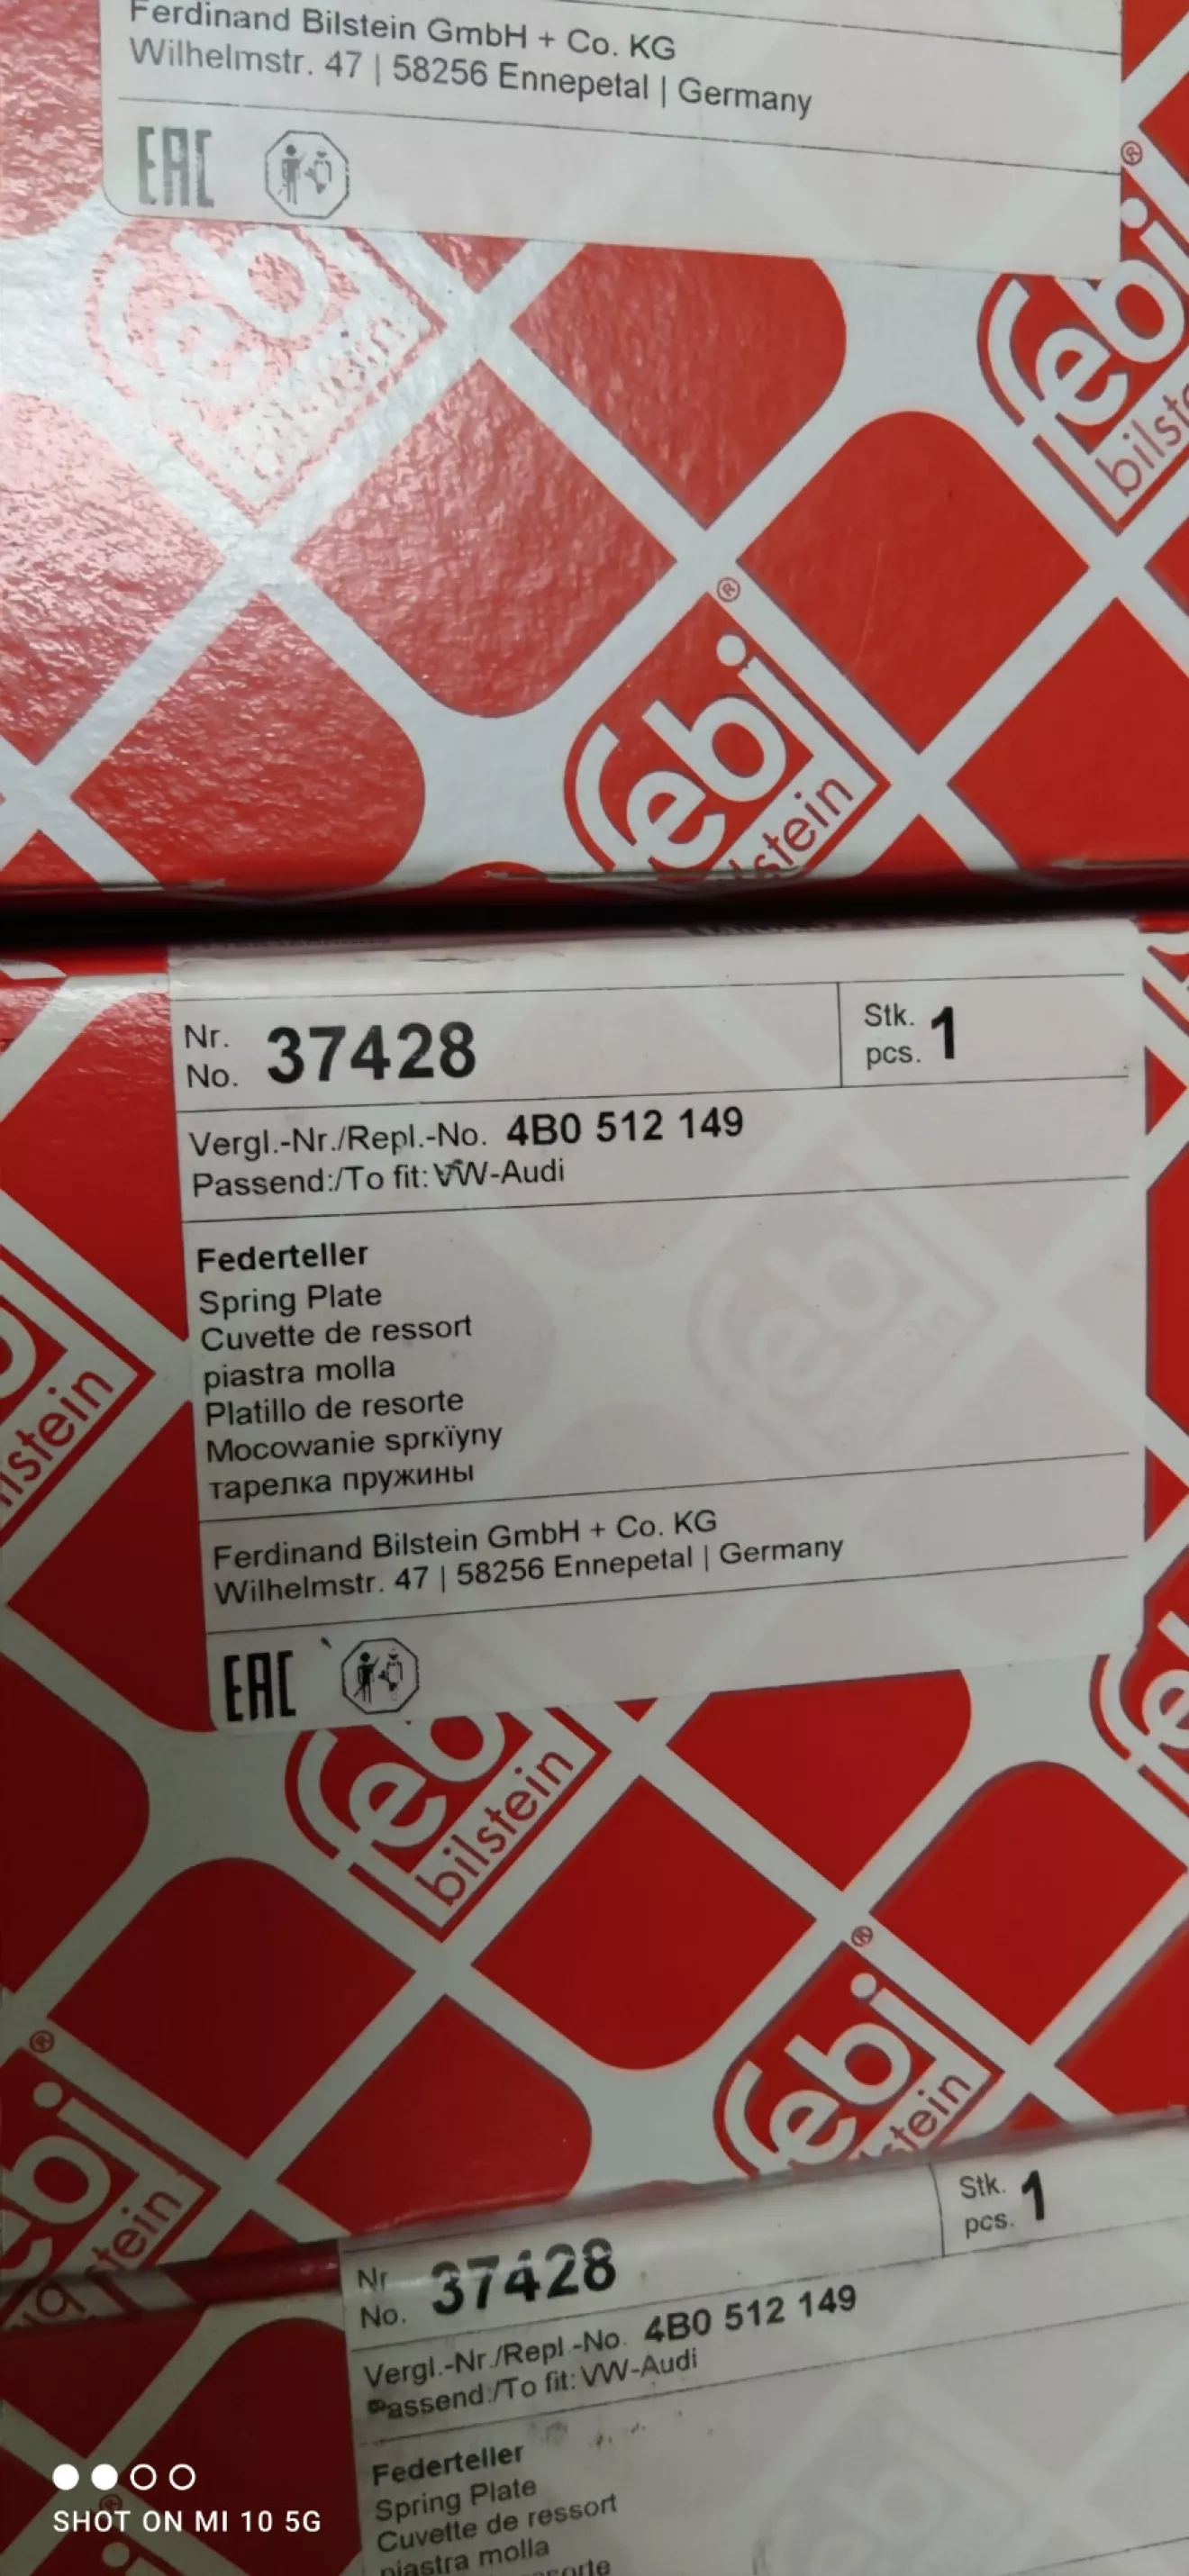 Ferdinand Bilstein GmbH + Co. KG
Wilhelmstr. 47 | 58256 Ennepetal | Germany
EAC
febi
bilstein
febi ®
febi ®
Nr.
No. 37428
Stk.
pcs. 1
Vergl.-Nr./Repl.-No. 4B0 512 149
Passend:/To fit: VW-Audi
Federteller
Spring Plate
Cuvette de ressort
piastra molla
Platillo de resorte
Mocowanie sprкїyny
тарелка пружины
Ferdinand Bilstein GmbH + Co. KG
Wilhelmstr. 47 | 58256 Ennepetal | Germany
EAC
febi
bilstein
febi ®
Nr
No. 37428
Stk.
pcs. 1
Vergl.-Nr./Repl.-No. 4B0 512 149
Passend:/To fit: VW-Audi
Federteller
Spring Plate
Cuvette de ressort
piastra molla
SHOT ON MI 10 5G